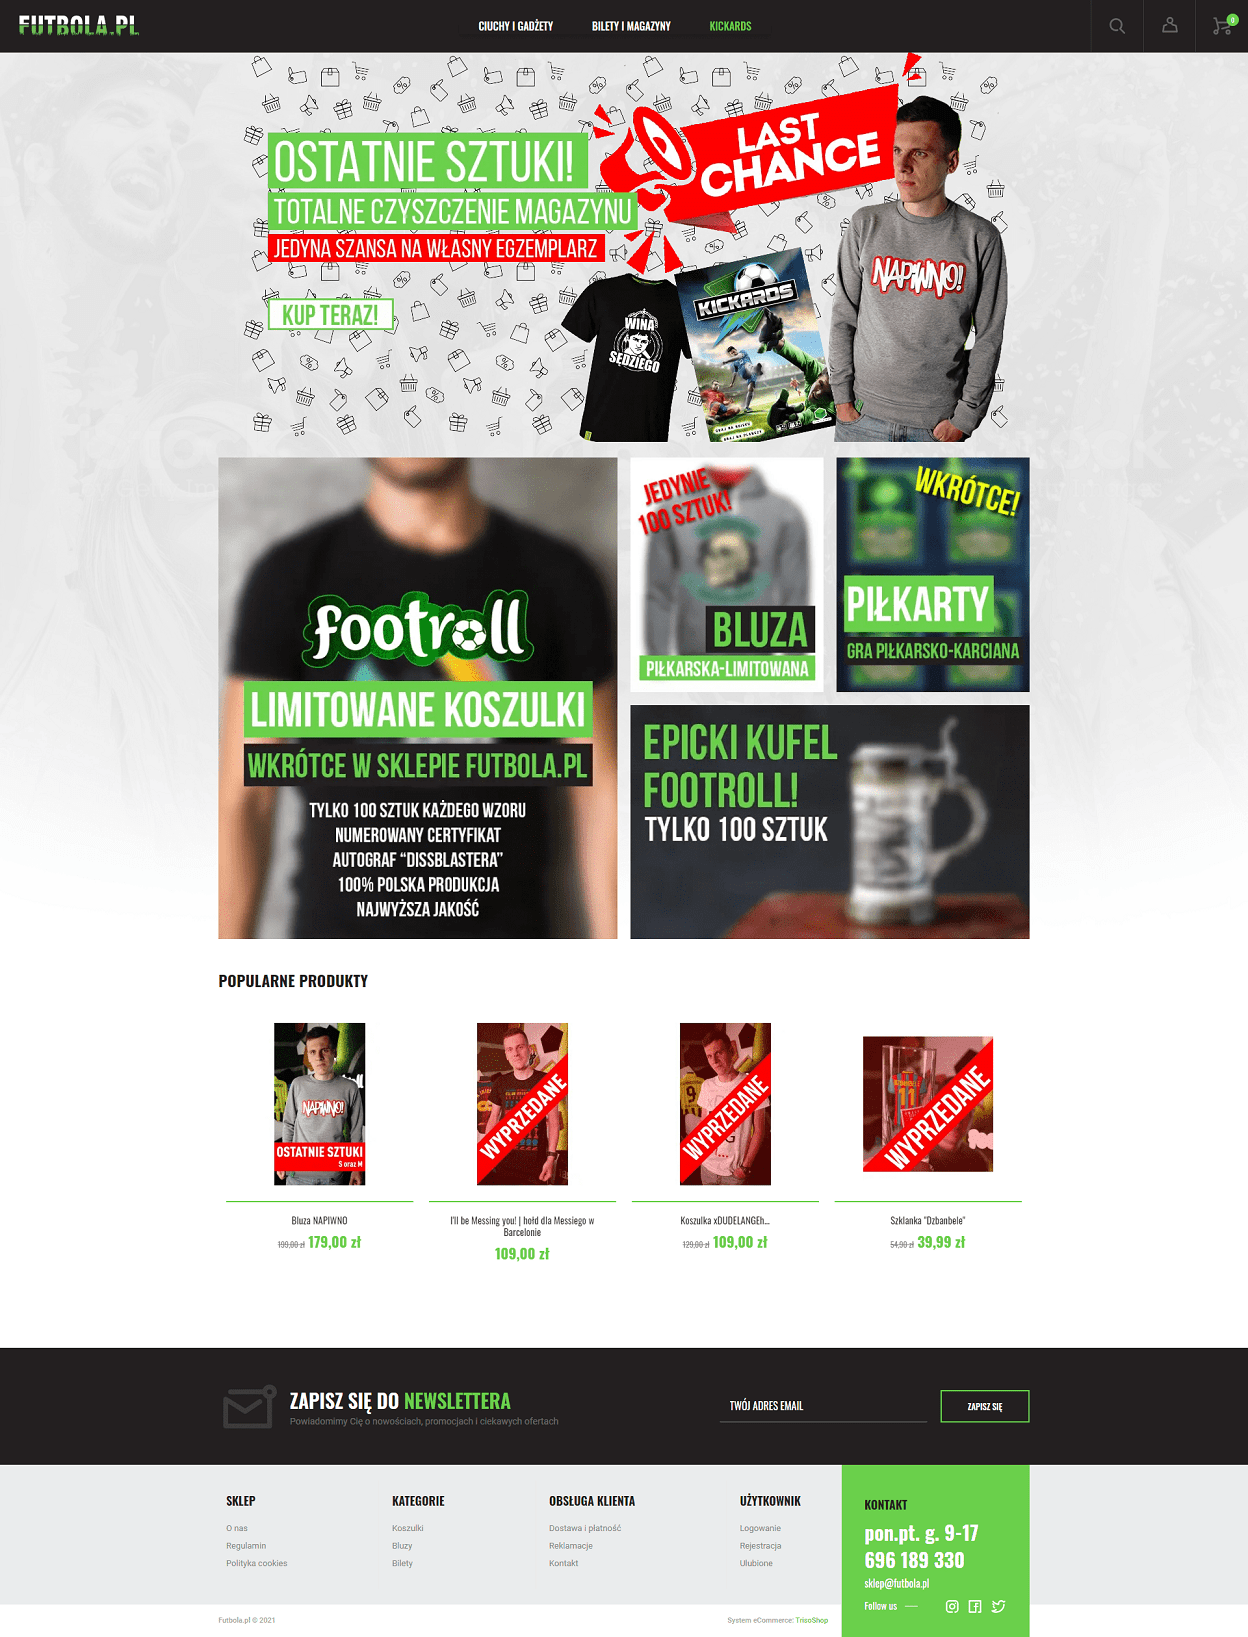 FUTBOLA.PL
CIUCHY I GADŻETY
BILETY I MAGAZYNY
KICKARDS
0
OSTATNIE SZTUKI!
TOTALNE CZYSZCZENIE MAGAZYNU
JEDYNA SZANSA NA WŁASNY EGZEMPLARZ
KUP TERAZ!
LAST
CHANCE
WINA
SĘDZIEGO
KICKARDS
NAPIWNO!
footroll
LIMITOWANE KOSZULKI
WKRÓTCE W SKLEPIE FUTBOLA.PL
TYLKO 100 SZTUK KAŻDEGO WZORU
NUMEROWANY CERTYFIKAT
AUTOGRAF “DISSBLASTERA”
100% POLSKA PRODUKCJA
NAJWYŻSZA JAKOŚĆ
JEDYNIE
100 SZTUK!
BLUZA
PIŁKARSKA-LIMITOWANA
WKRÓTCE!
PIŁKARTY
GRA PIŁKARSKO-KARCIANA
EPICKI KUFEL
FOOTROLL!
TYLKO 100 SZTUK
POPULARNE PRODUKTY
NAPIWNO!
OSTATNIE SZTUKI
S oraz M
WYPRZEDANE
9
WYPRZEDANE
11
WYPRZEDANE
Bluza NAPIWNO
199,00 zł 179,00 zł
I'll be Messing you! | hołd dla Messiego w
Barcelonie
109,00 zł
Koszulka xDUDELANGEh...
129,00 zł 109,00 zł
Szklanka "Dzbanbele"
54,90 zł 39,99 zł
ZAPISZ SIĘ DO NEWSLETTERA
Powiadomimy Cię o nowościach, promocjach i ciekawych ofertach
TWÓJ ADRES EMAIL
ZAPISZ SIĘ
SKLEP
O nas
Regulamin
Polityka cookies
KATEGORIE
Koszulki
Bluzy
Bilety
OBSŁUGA KLIENTA
Dostawa i płatność
Reklamacje
Kontakt
UŻYTKOWNIK
Logowanie
Rejestracja
Ulubione
KONTAKT
pon.pt. g. 9-17
696 189 330
sklep@futbola.pl
Follow us
Futbola.pl © 2021
System eCommerce: TrisoShop